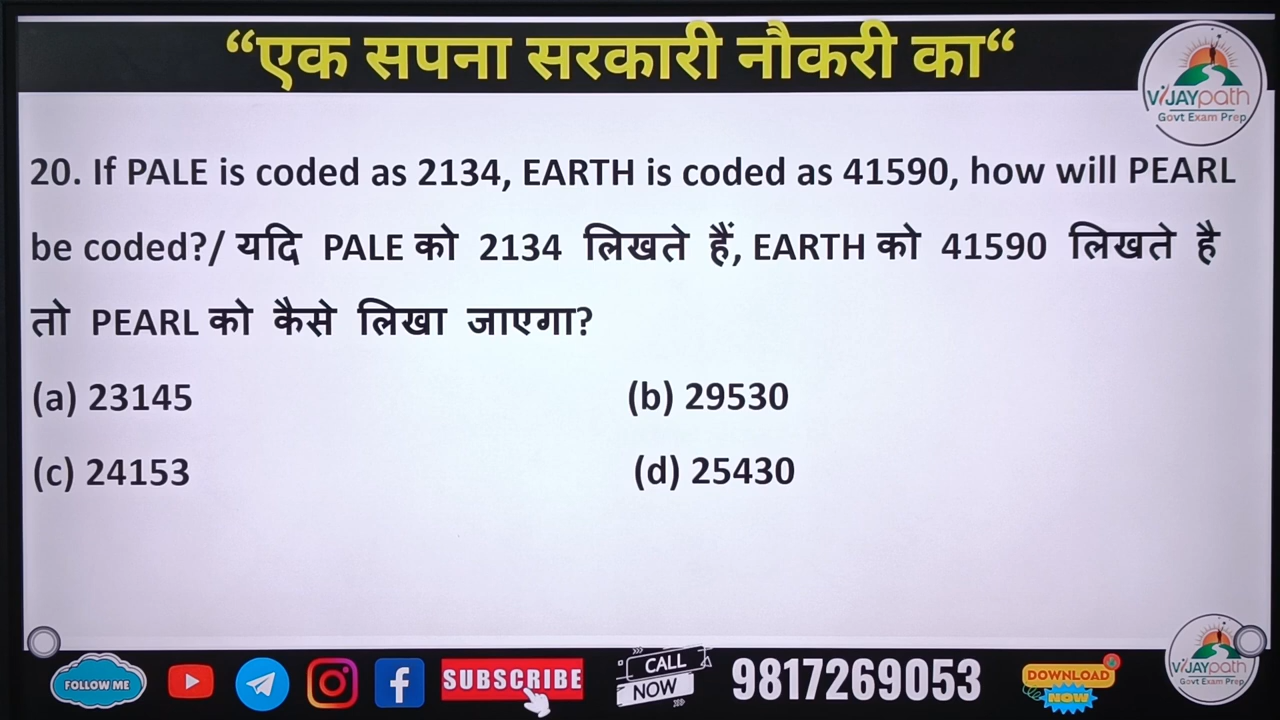 “एक सपना सरकारी नौकरी का“
ViJAYpath
Govt Exam Prep
20. If PALE is coded as 2134, EARTH is coded as 41590, how will PEARL
be coded?/ यदि PALE को 2134 लिखते हैं, EARTH को 41590 लिखते है
तो PEARL को कैसे लिखा जाएगा?
(a) 23145 (b) 29530
(c) 24153 (d) 25430
FOLLOW ME
SUBSCRIBE
CALL
NOW
9817269053
DOWNLOAD
NOW
ViJAYpath
Govt Exam Prep